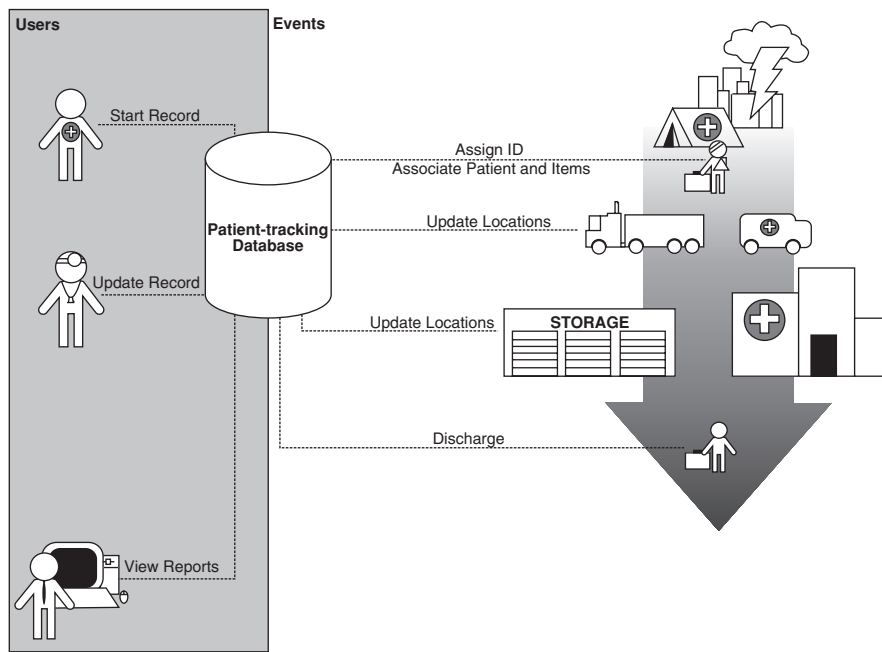 Users
Events
Start Record
Assign ID
Associate Patient and Items
Patient-tracking
Database
Update Locations
Update Record
Update Locations
STORAGE
Discharge
View Reports